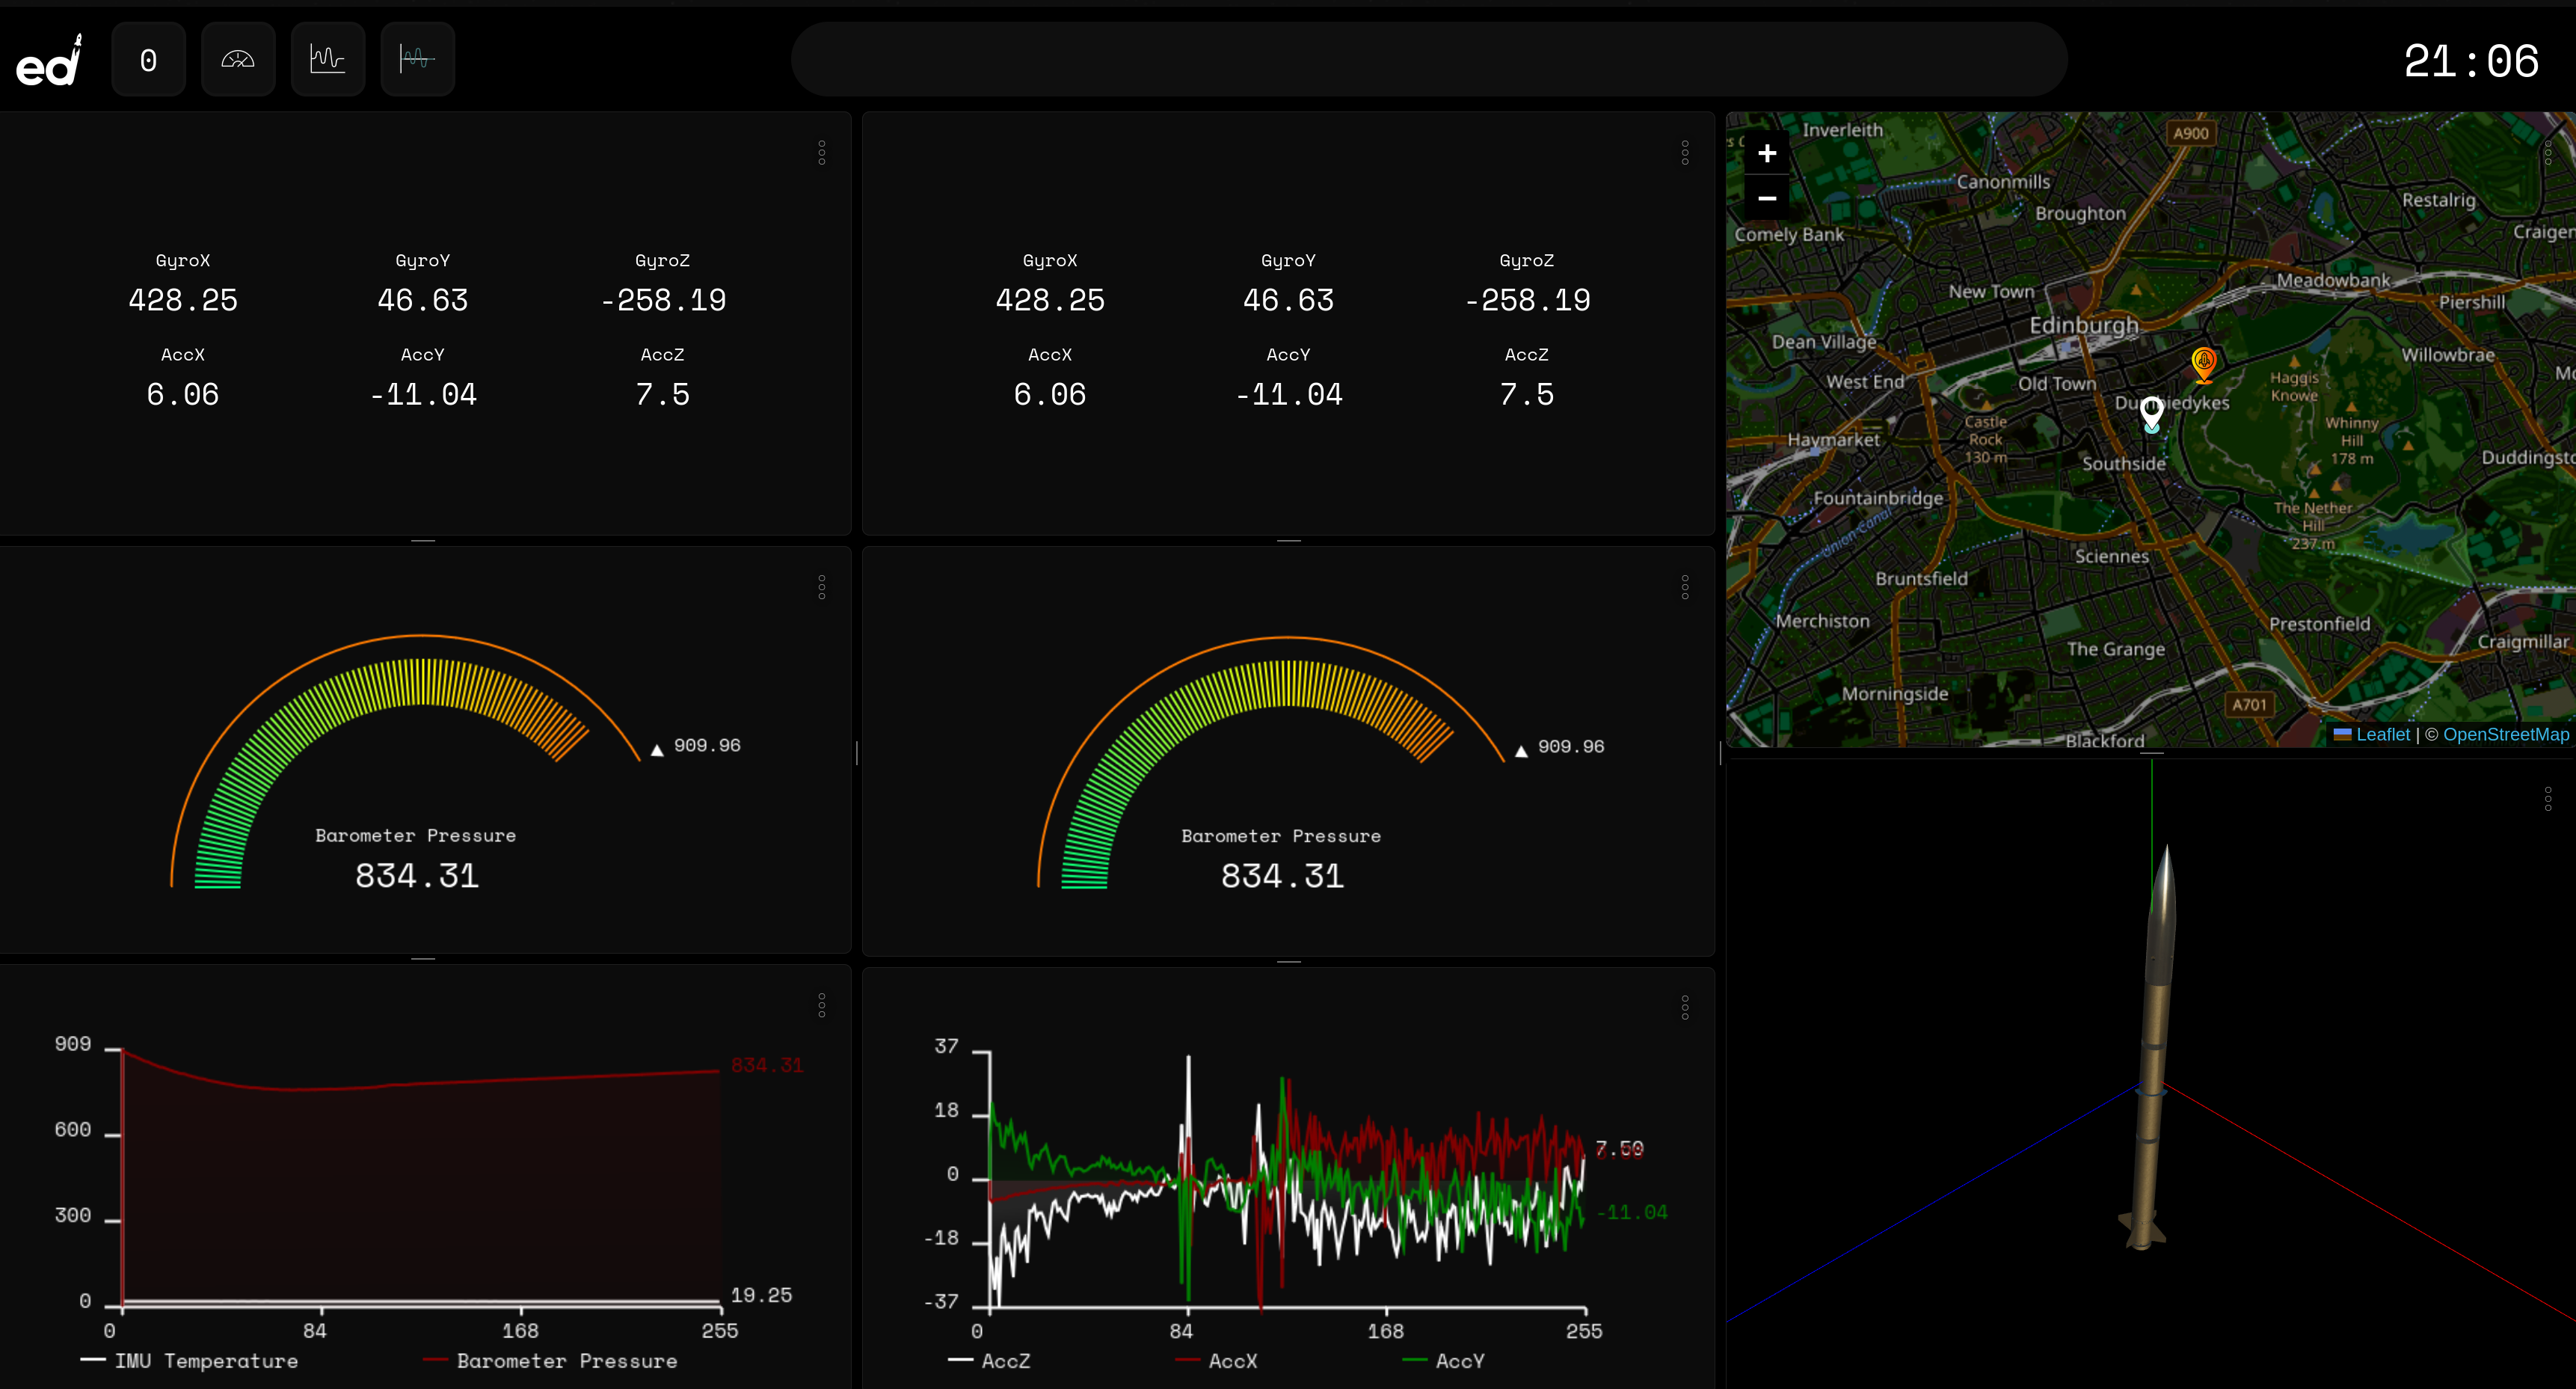 ed
0
21:06
GyroX GyroY GyroZ
428.25 46.63 -258.19
AccX AccY AccZ
6.06 -11.04 7.5
GyroX GyroY GyroZ
428.25 46.63 -258.19
AccX AccY AccZ
6.06 -11.04 7.5
▲ 909.96
Barometer Pressure
834.31
▲ 909.96
Barometer Pressure
834.31
909
834.31
600
300
0
19.25
0 84 168 255
IMU Temperature Barometer Pressure
37
18
7.50
0
-11.04
-18
-37
0 84 168 255
AccZ AccX AccY
+
−
Inverleith
A900
Canonmills
Restalrig
Broughton
Comely Bank
Meadowbank
New Town
Piershill
Edinburgh
Dean Village
Willowbrae
West End
Old Town
Haggis
Knowe
Castle
Rock
130 m
Whinny
Hill
178 m
Haymarket
Southside
Fountainbridge
Union Canal
The Nether
Hill
237 m
Sciennes
Bruntsfield
Merchiston
Prestonfield
Craigmillar
The Grange
Morningside
A701
Blackford
Leaflet | © OpenStreetMap